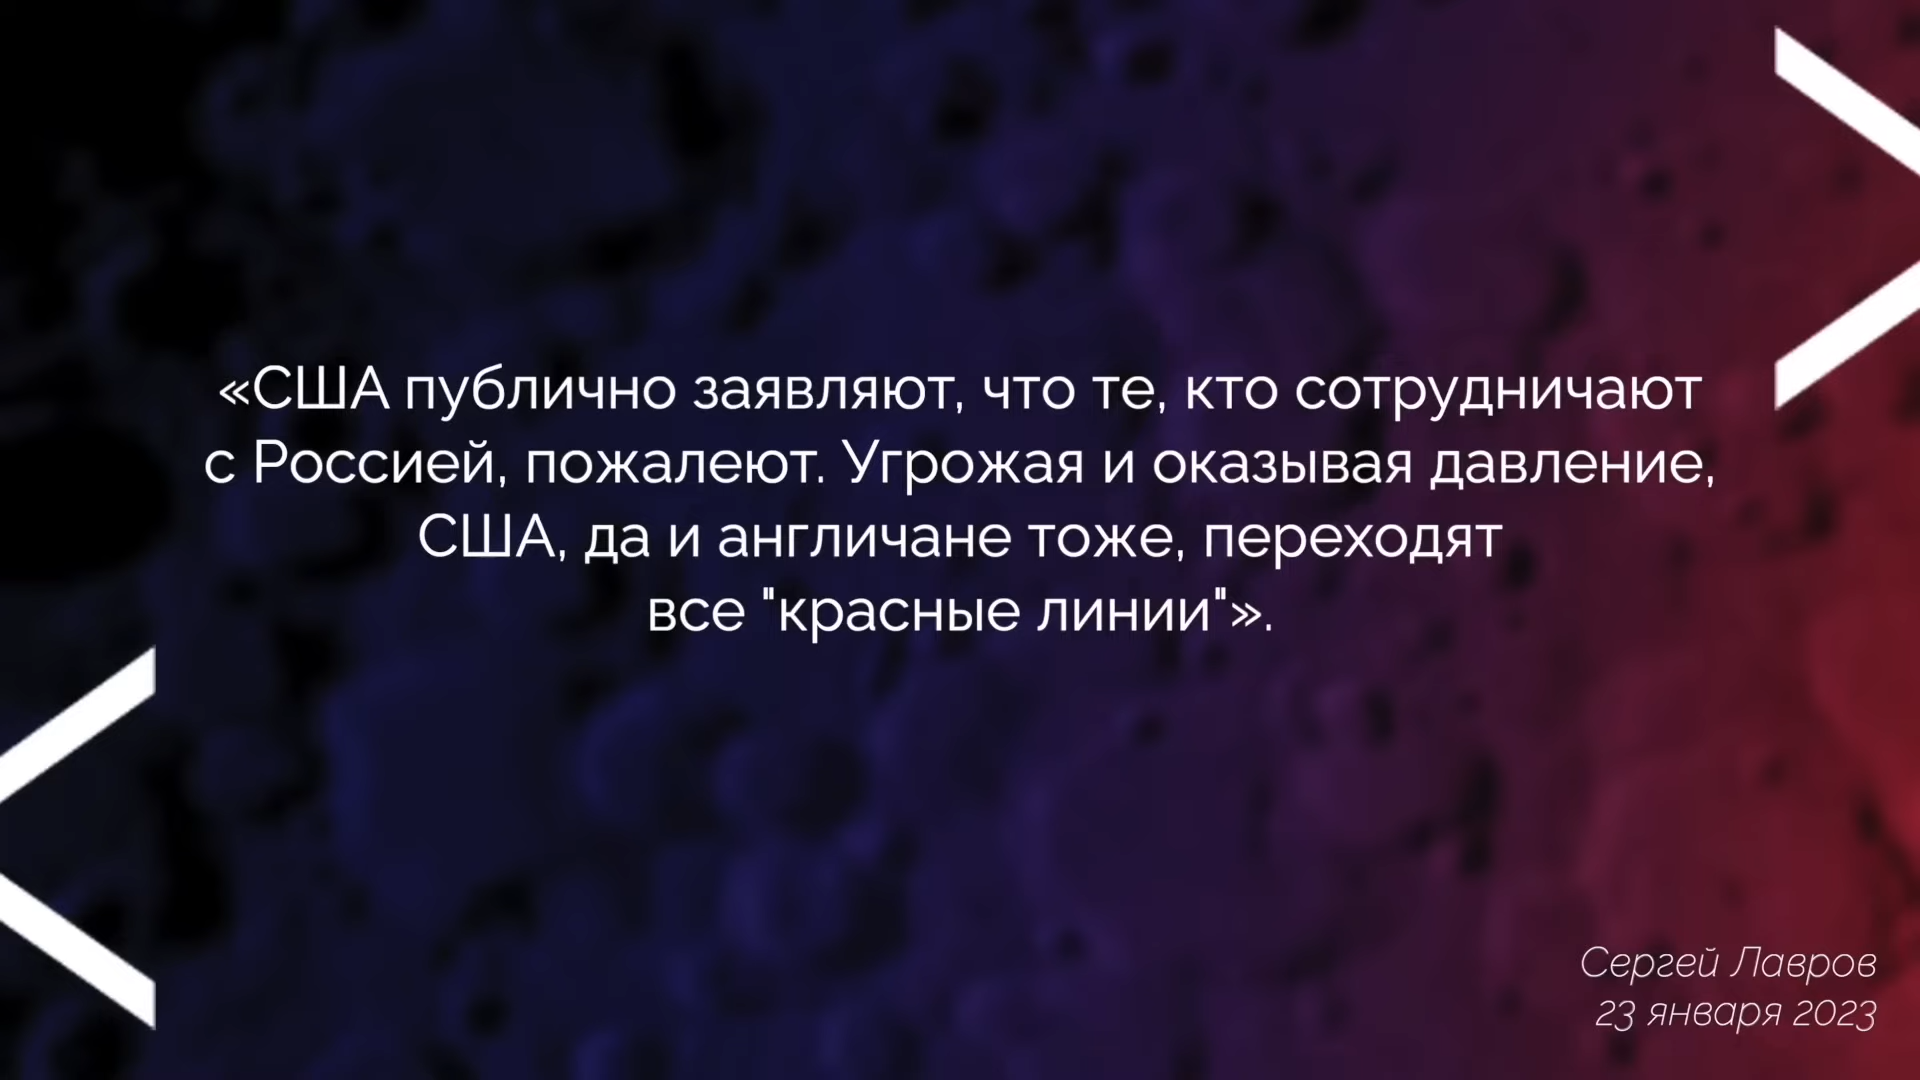 «США публично заявляют, что те, кто сотрудничают
с Россией, пожалеют. Угрожая и оказывая давление,
США, да и англичане тоже, переходят
все "красные линии"».
Сергей Лавров
23 января 2023